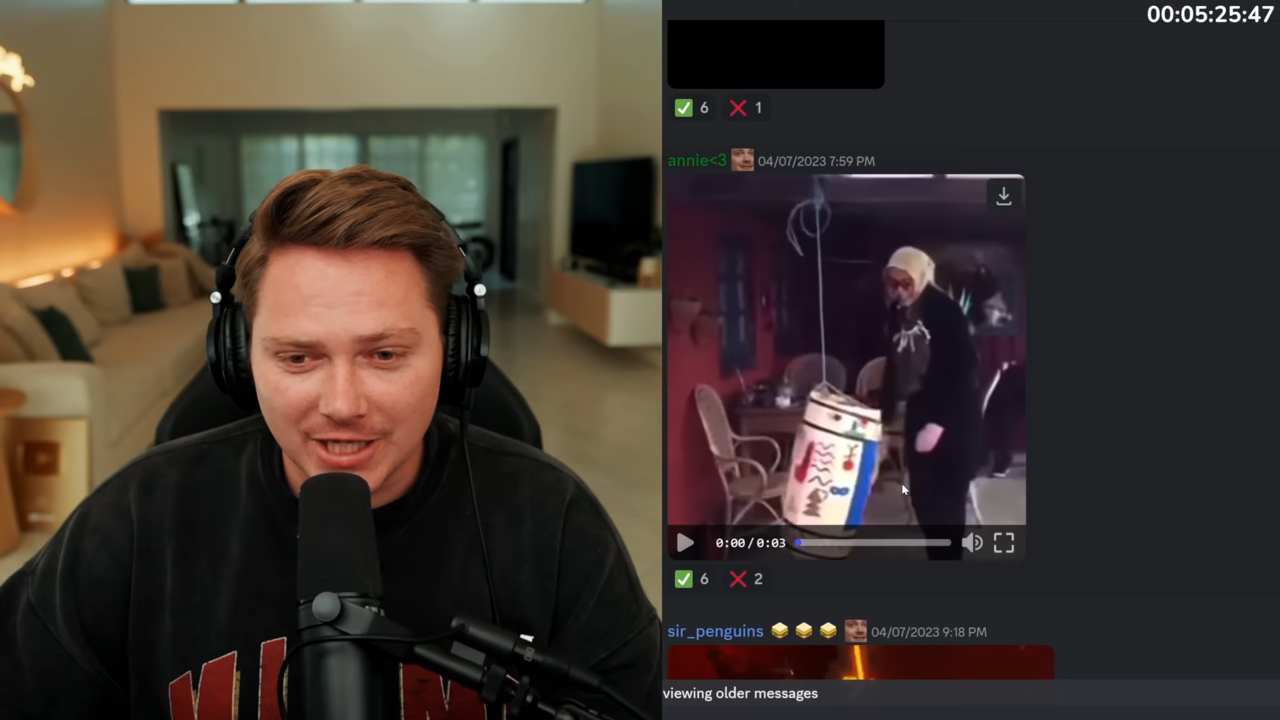 00:05:25:47
6
1
annie<3 04/07/2023 7:59 PM
0:00/0:03
6
2
sir_penguins 04/07/2023 9:18 PM
viewing older messages